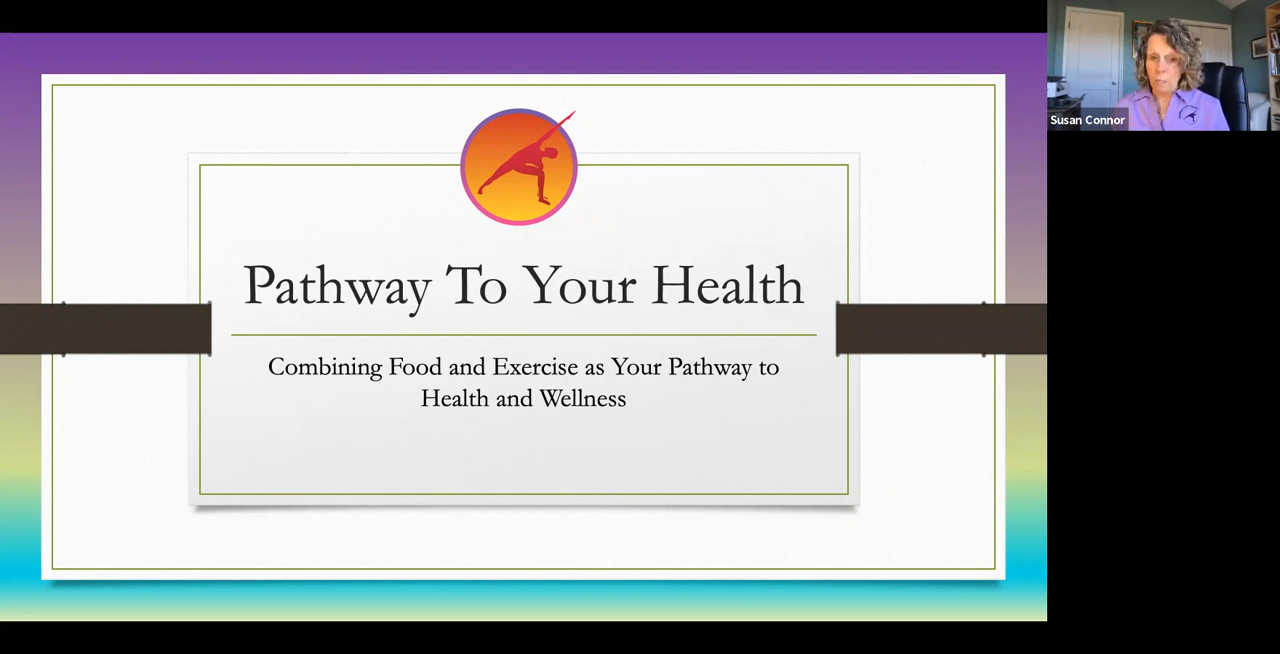 Susan Connor
Pathway To Your Health
Combining Food and Exercise as Your Pathway to
Health and Wellness